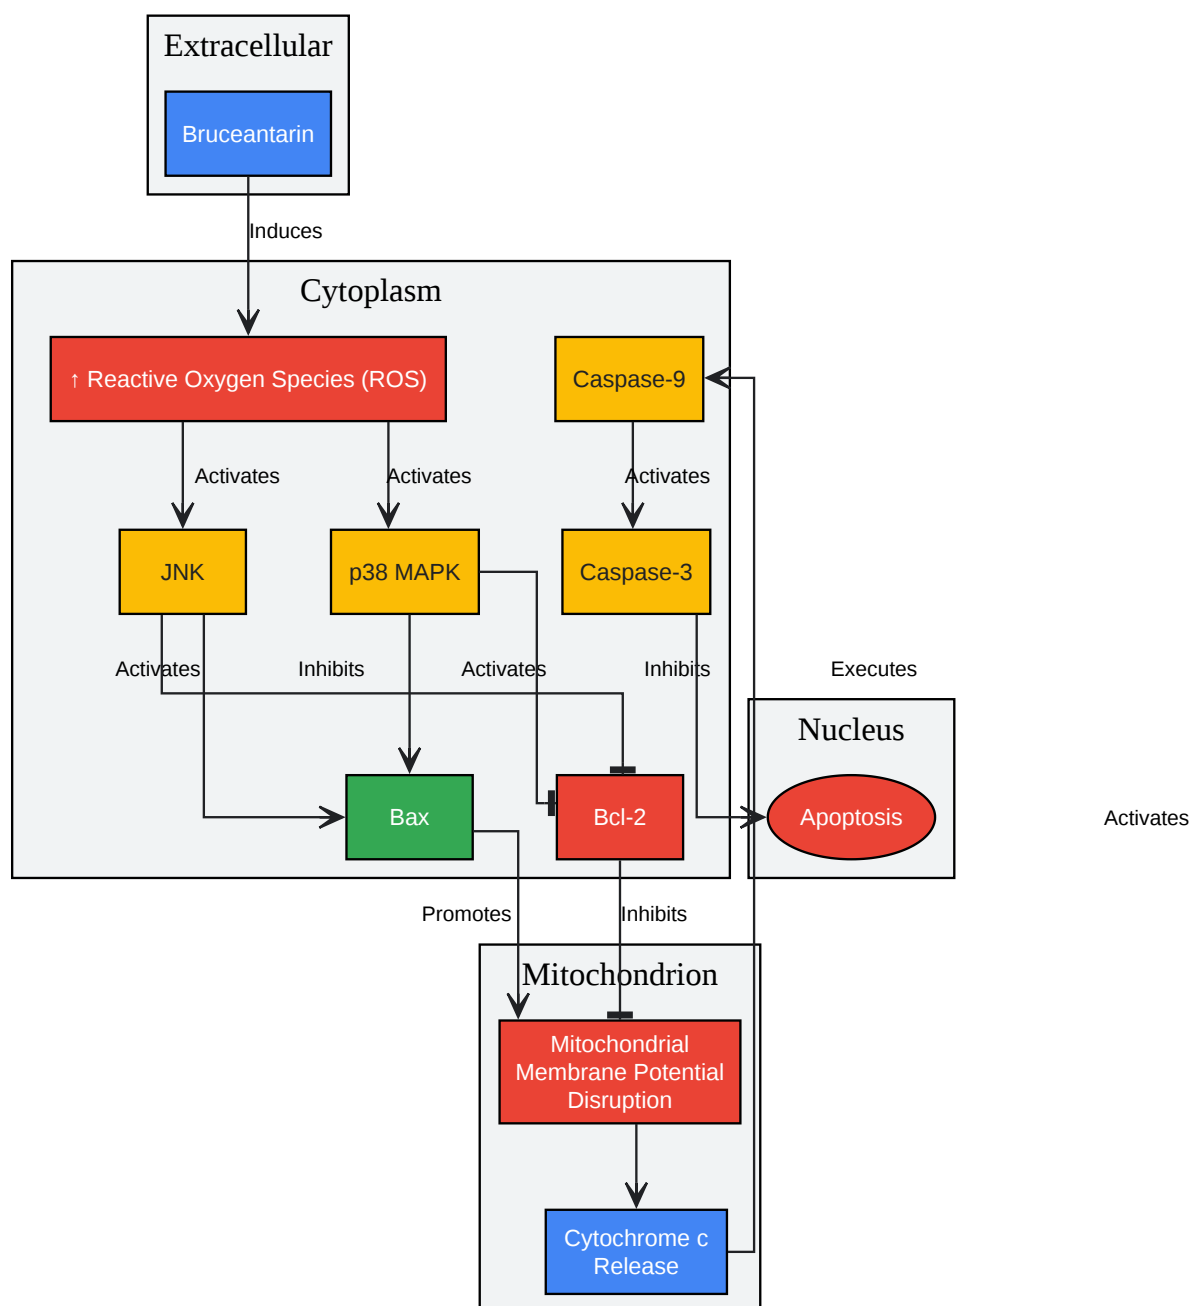 Extracellular
Bruceantarin
Induces
Cytoplasm
↑ Reactive Oxygen Species (ROS)
Caspase-9
Activates
Activates
Activates
JNK
p38 MAPK
Caspase-3
Activates
Inhibits
Activates
Inhibits
Executes
Nucleus
Bax
Bcl-2
Apoptosis
Activates
Promotes
Inhibits
Mitochondrion
Mitochondrial
Membrane Potential
Disruption
Cytochrome c
Release